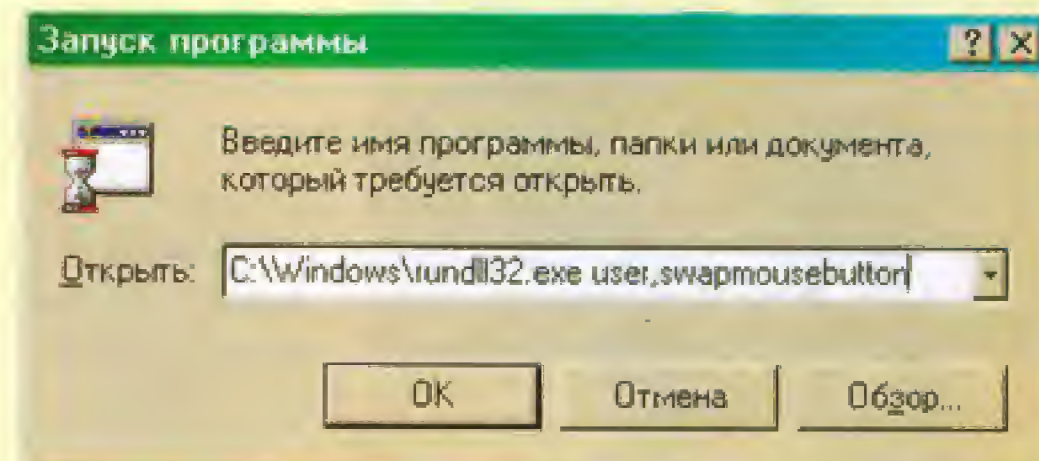 Запуск программы
Введите имя программы, папки или документа,
который требуется открыть.
Открыть: C:\Windows\rundll32.exe user,swapmousebutton
ОК Отмена Обзор...